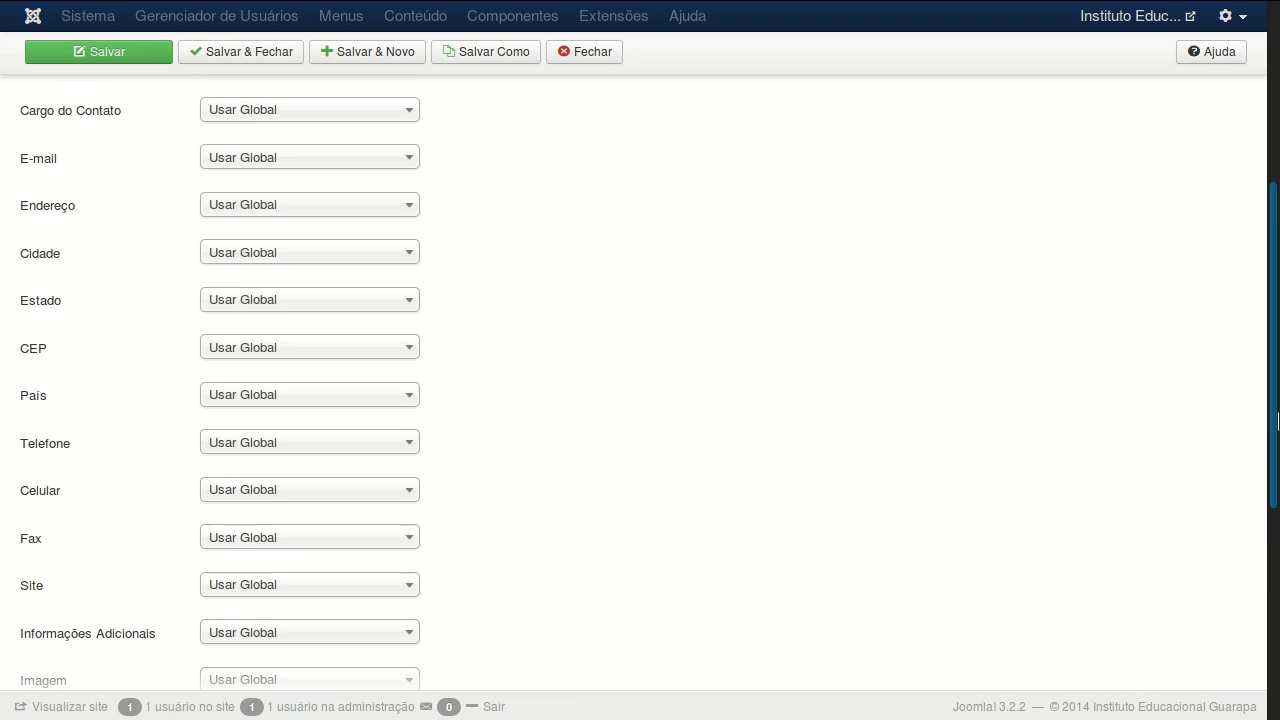 Sistema Gerenciador de Usuários Menus Conteúdo Componentes Extensões Ajuda Instituto Educ...
Salvar Salvar & Fechar Salvar & Novo Salvar Como Fechar Ajuda
Cargo do Contato Usar Global
E-mail Usar Global
Endereço Usar Global
Cidade Usar Global
Estado Usar Global
CEP Usar Global
País Usar Global
Telefone Usar Global
Celular Usar Global
Fax Usar Global
Site Usar Global
Informações Adicionais Usar Global
Imagem Usar Global
Visualizar site 1 1 usuário no site 1 1 usuário na administração 0 Sair Joomla! 3.2.2 — © 2014 Instituto Educacional Guarapa